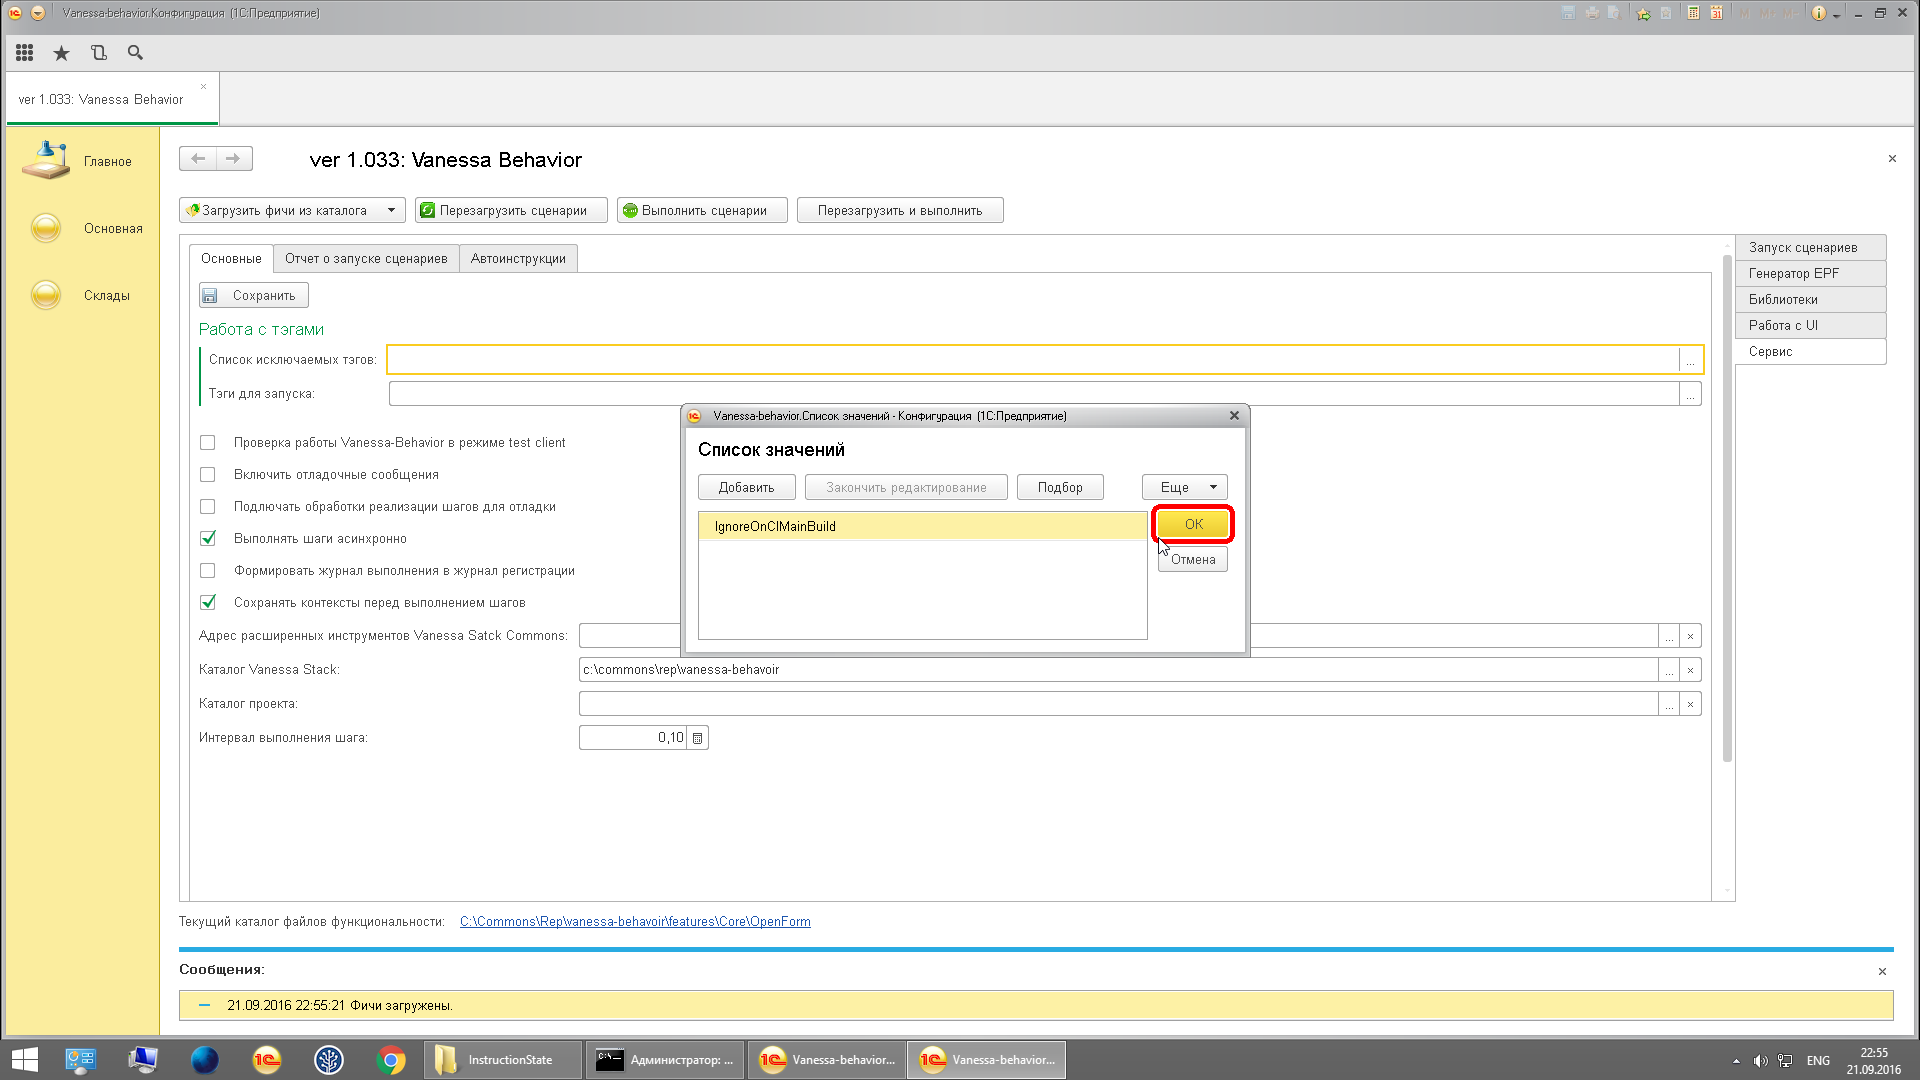 Vanessa-behavior.Конфигурация (1С:Предприятие)
ver 1.033: Vanessa Behavior
Главное
Основная
Склады
ver 1.033: Vanessa Behavior
Загрузить фичи из каталога
Перезагрузить сценарии
Выполнить сценарии
Перезагрузить и выполнить
Основные
Отчет о запуске сценариев
Автоинструкции
Запуск сценариев
Генератор EPF
Библиотеки
Работа с UI
Сервис
Сохранить
Работа с тэгами
Список исключаемых тэгов:
...
Тэги для запуска:
...
Проверка работы Vanessa-Behavior в режиме test client
Включить отладочные сообщения
Подлючать обработки реализации шагов для отладки
Выполнять шаги асинхронно
Формировать журнал выполнения в журнал регистрации
Сохранять контексты перед выполнением шагов
Адрес расширенных инструментов Vanessa Satck Commons:
...
Каталог Vanessa Stack:
c:\commons\rep\vanessa-behavoir
...
Каталог проекта:
...
Интервал выполнения шага:
0,10
Vanessa-behavior.Список значений - Конфигурация (1С:Предприятие)
Список значений
Добавить
Закончить редактирование
Подбор
Еще
IgnoreOnCIMainBuild
ОК
Отмена
Текущий каталог файлов функциональности:
C:\Commons\Rep\vanessa-behavoir\features\Core\OpenForm
Сообщения:
21.09.2016 22:55:21 Фичи загружены.
InstructionState
Администратор: ...
Vanessa-behavior...
Vanessa-behavior...
ENG
22:55
21.09.2016